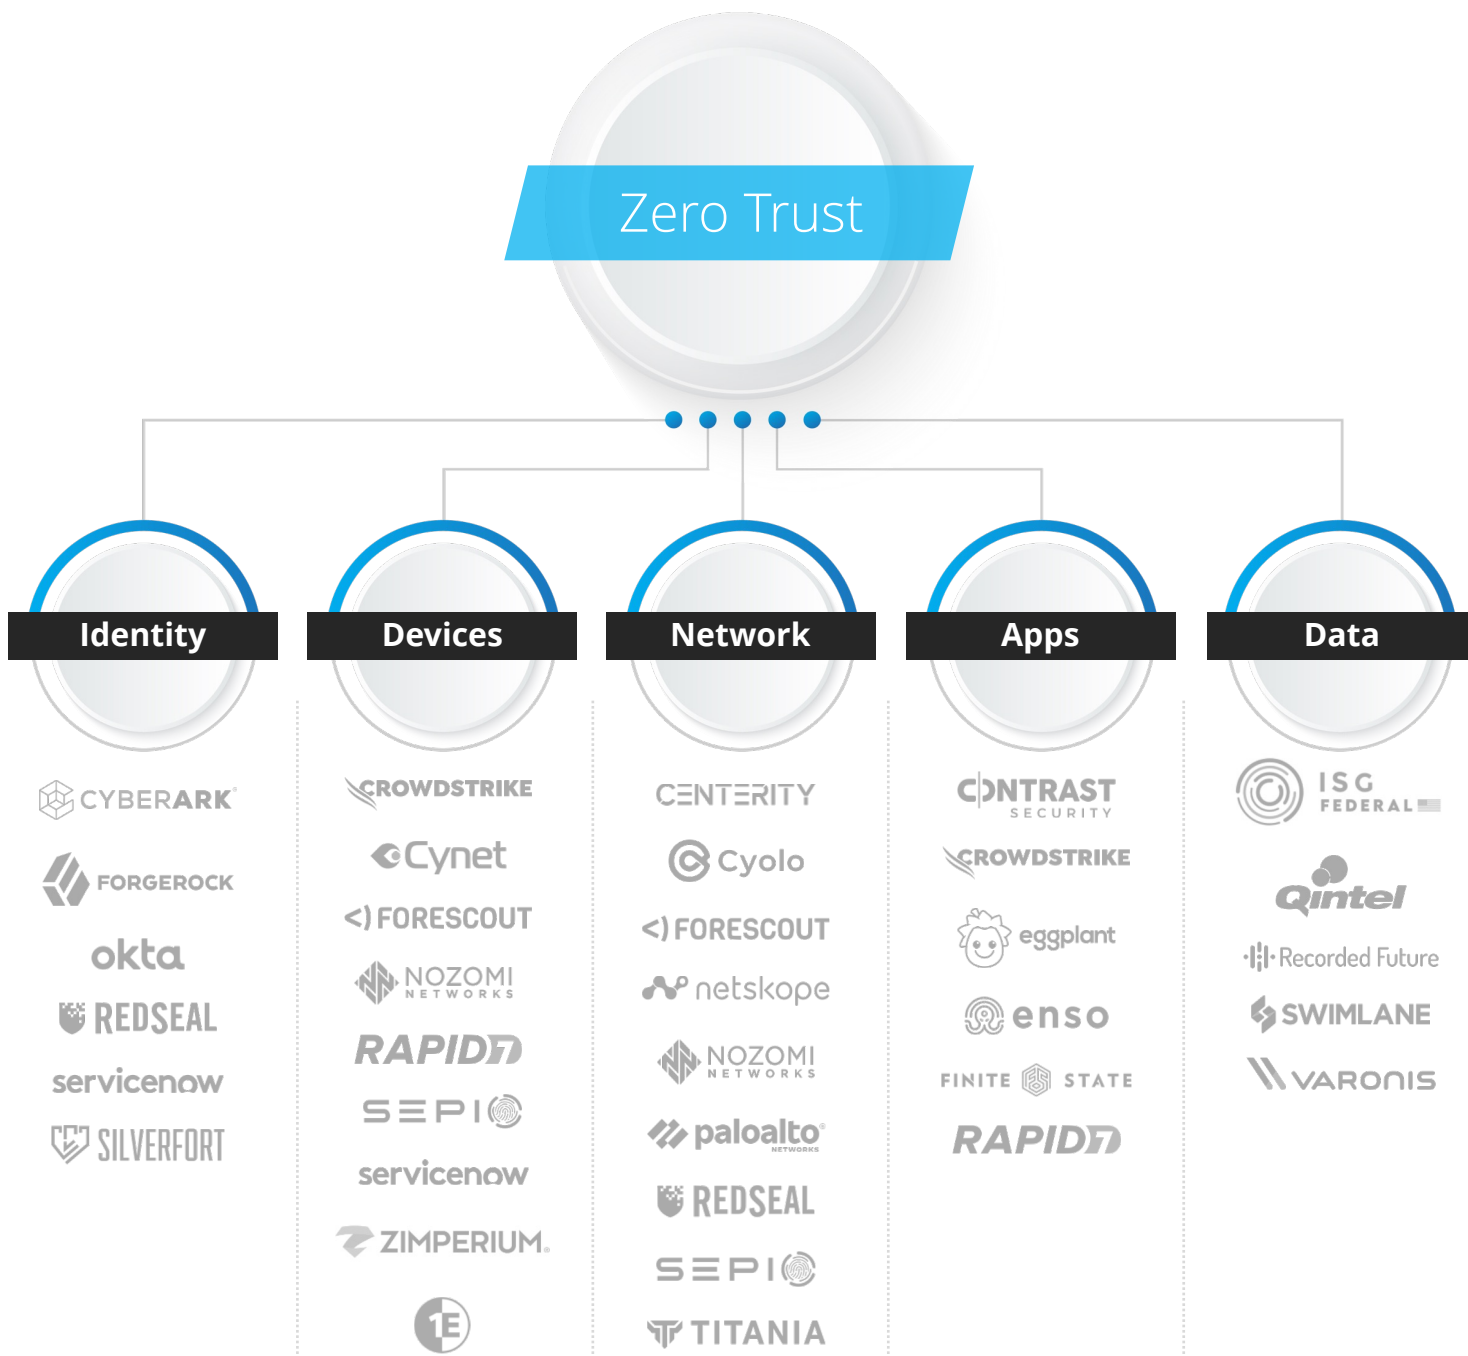 Zero Trust
Identity
Devices
Network
Apps
Data
CYBERARK®
FORGEROCK
okta
REDSEAL
servicenow
SILVERFORT
CROWDSTRIKE
Cynet
FORESCOUT
NOZOMI
NETWORKS
RAPID7
SEPIO
servicenow
ZIMPERIUM®
1E
CENTERITY
Cyolo
FORESCOUT
netskope
NOZOMI
NETWORKS
paloalto®
NETWORKS
REDSEAL
SEPIO
TITANIA
CONTRAST
SECURITY
CROWDSTRIKE
eggplant
enso
FINITE STATE
RAPID7
ISG
FEDERAL
Qintel
Recorded Future
SWIMLANE
VARONIS